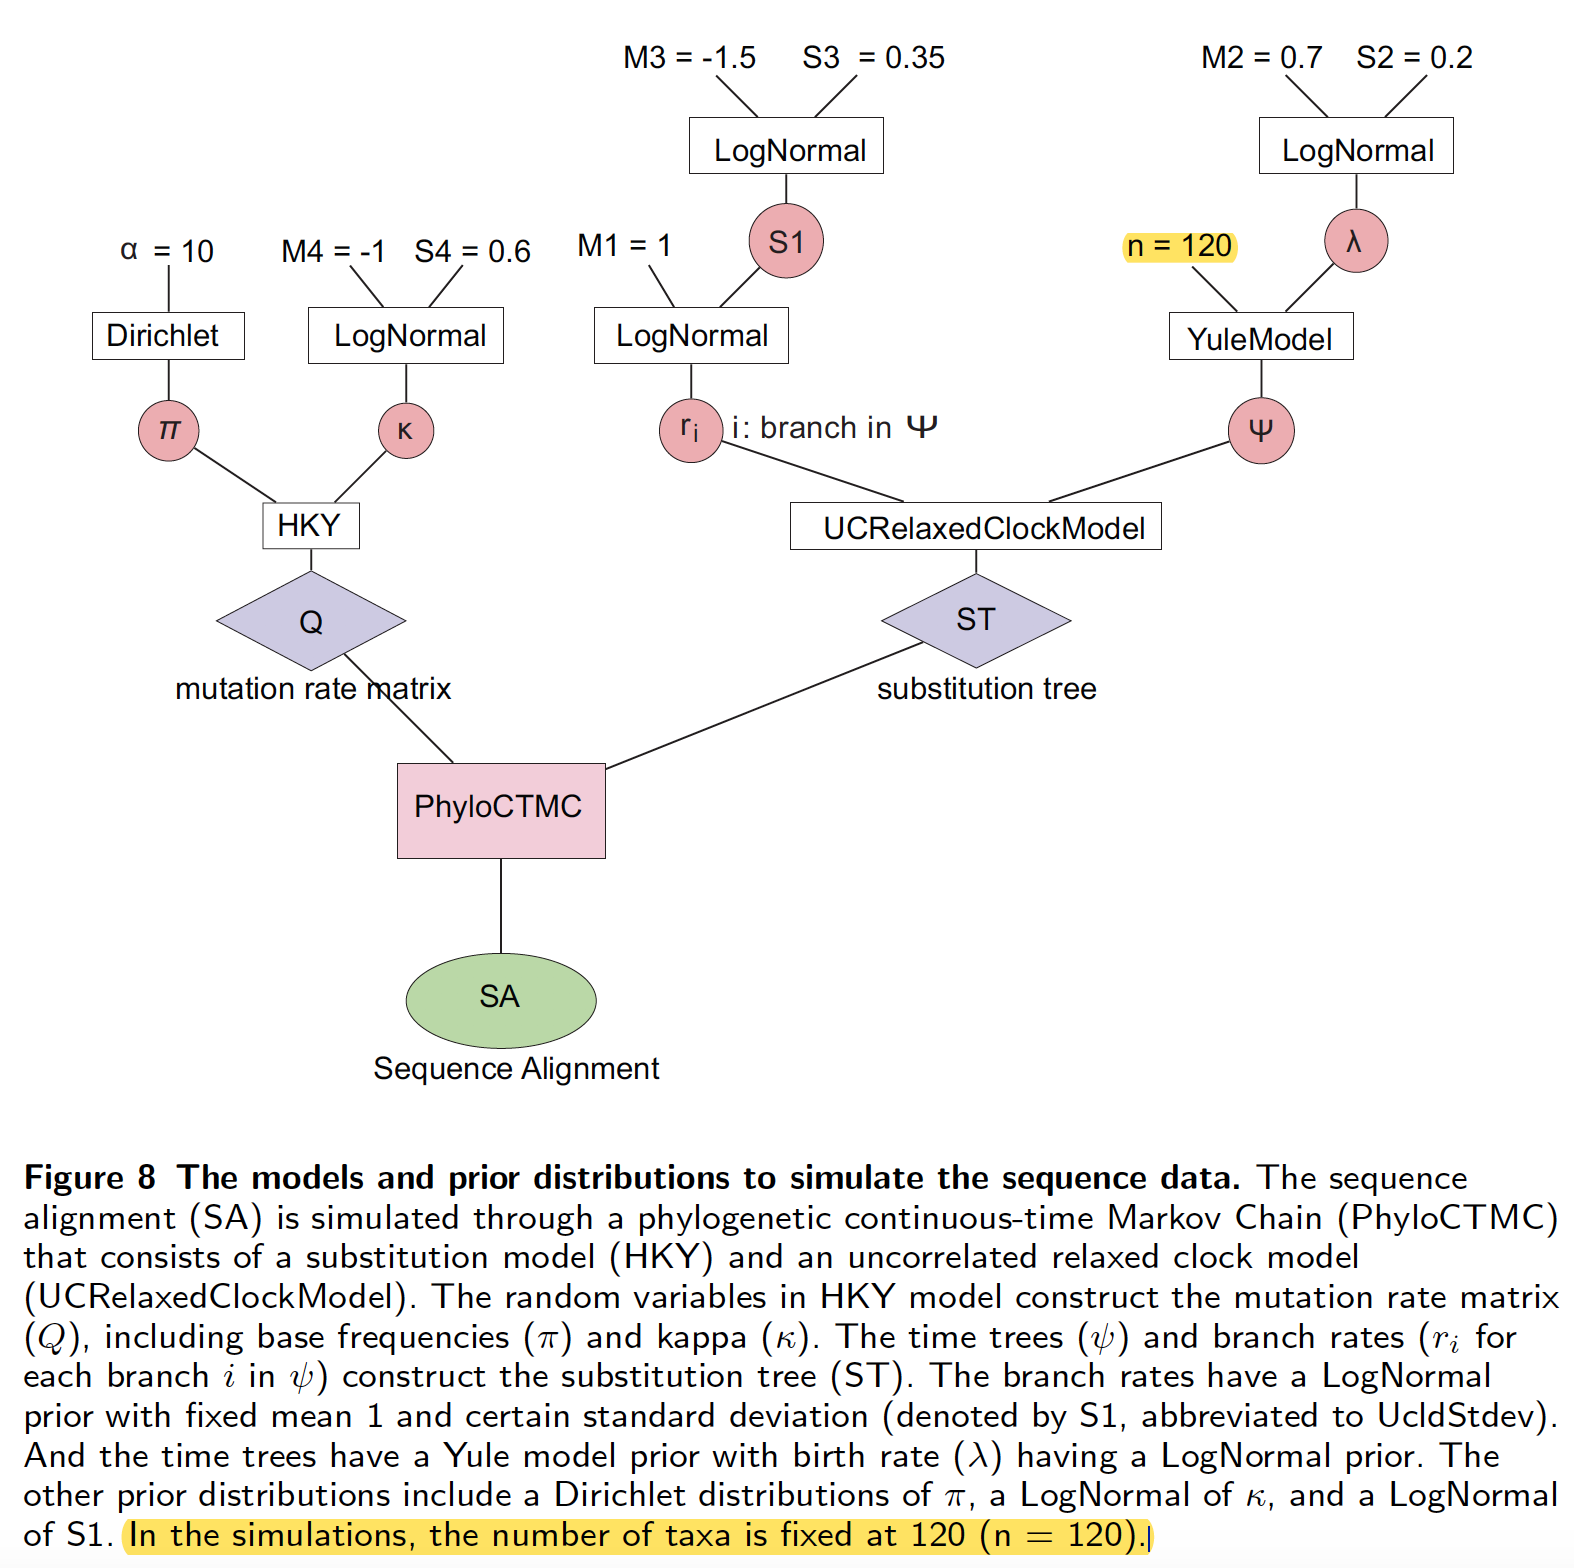 M3 = -1.5 S3 = 0.35 M2 = 0.7 S2 = 0.2
LogNormal LogNormal
S1 λ
α = 10 M4 = -1 S4 = 0.6 M1 = 1 n = 120
Dirichlet LogNormal LogNormal YuleModel
π κ ri i: branch in Ψ Ψ
HKY UCRelaxedClockModel
Q ST
mutation rate matrix substitution tree
PhyloCTMC
SA
Sequence Alignment
Figure 8 The models and prior distributions to simulate the sequence data. The sequence
alignment (SA) is simulated through a phylogenetic continuous-time Markov Chain (PhyloCTMC)
that consists of a substitution model (HKY) and an uncorrelated relaxed clock model
(UCRelaxedClockModel). The random variables in HKY model construct the mutation rate matrix
(Q), including base frequencies (π) and kappa (κ). The time trees (ψ) and branch rates (ri for
each branch i in ψ) construct the substitution tree (ST). The branch rates have a LogNormal
prior with fixed mean 1 and certain standard deviation (denoted by S1, abbreviated to UcldStdev).
And the time trees have a Yule model prior with birth rate (λ) having a LogNormal prior. The
other prior distributions include a Dirichlet distributions of π, a LogNormal of κ, and a LogNormal
of S1. In the simulations, the number of taxa is fixed at 120 (n = 120).